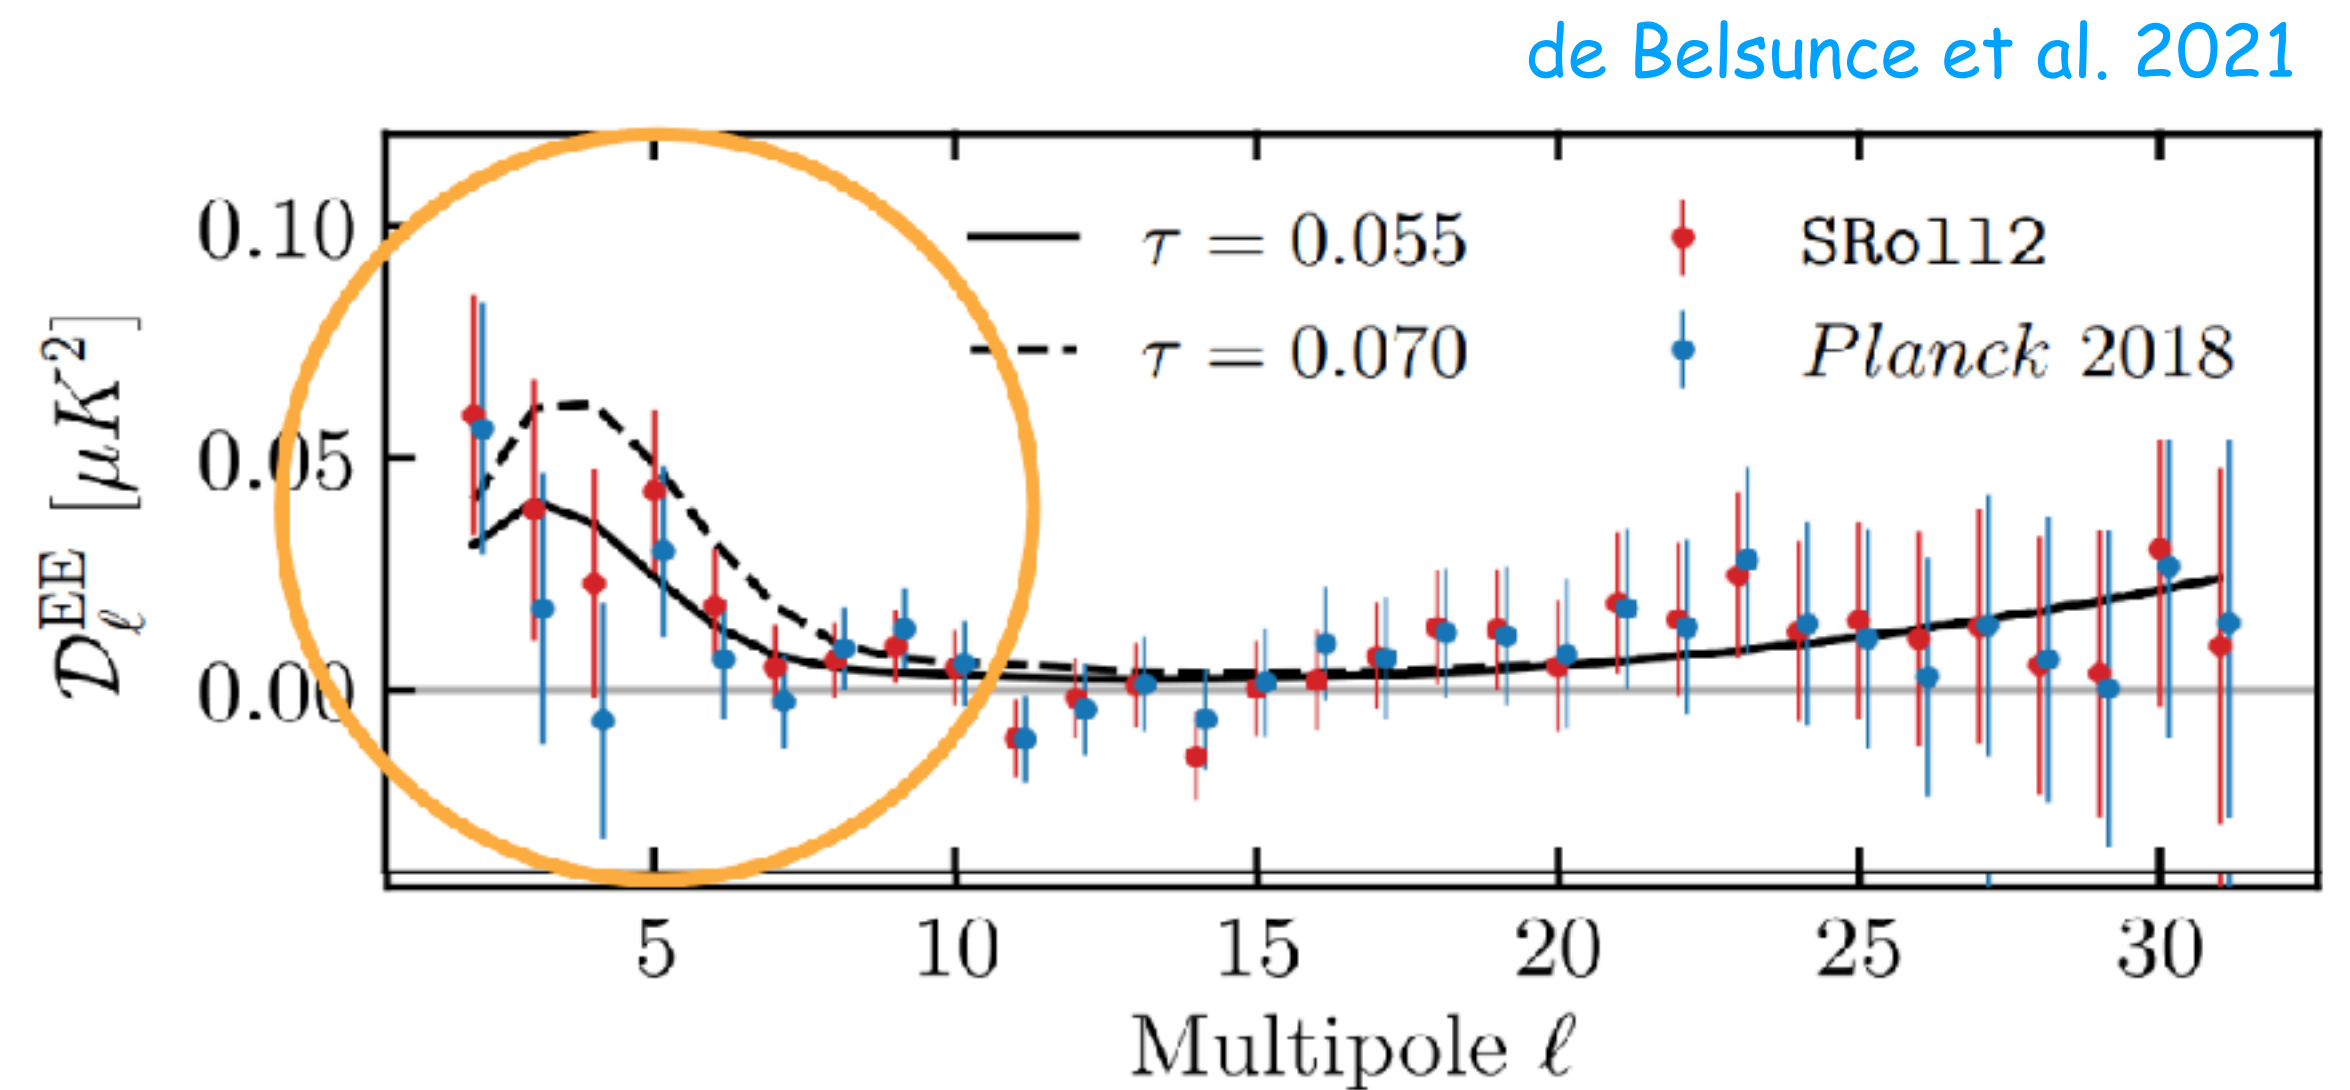 de Belsunce et al. 2021
0.10
0.05
0.00
𝒟ℓ^EE [μK²]
τ = 0.055
τ = 0.070
SRoll2
Planck 2018
5 10 15 20 25 30
Multipole ℓ